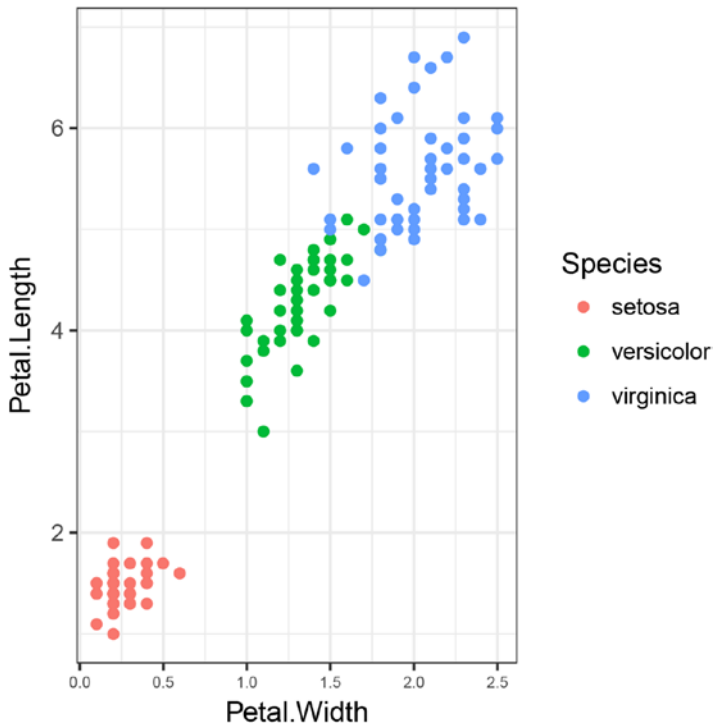 Petal.Length
6
4
2
0.0 0.5 1.0 1.5 2.0 2.5
Petal.Width
Species
setosa
versicolor
virginica